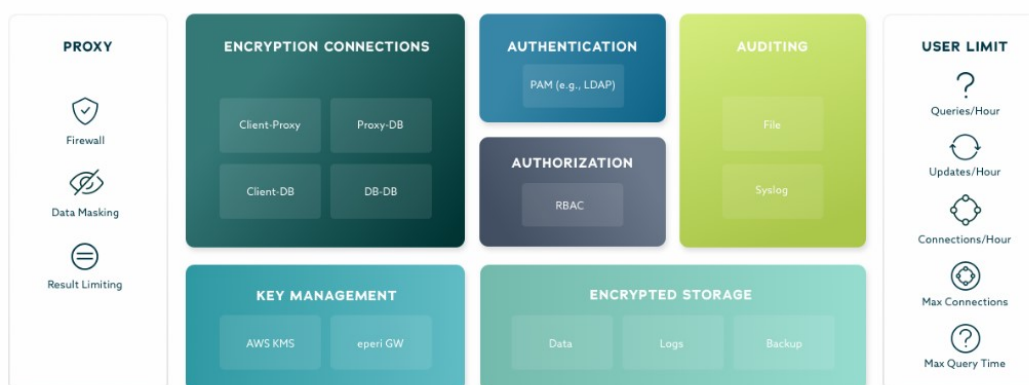 PROXY
Firewall
Data Masking
Result Limiting
ENCRYPTION CONNECTIONS
Client-Proxy
Proxy-DB
Client-DB
DB-DB
AUTHENTICATION
PAM (e.g., LDAP)
AUTHORIZATION
RBAC
AUDITING
File
Syslog
KEY MANAGEMENT
AWS KMS
eperi GW
ENCRYPTED STORAGE
Data
Logs
Backup
USER LIMIT
Queries/Hour
Updates/Hour
Connections/Hour
Max Connections
Max Query Time